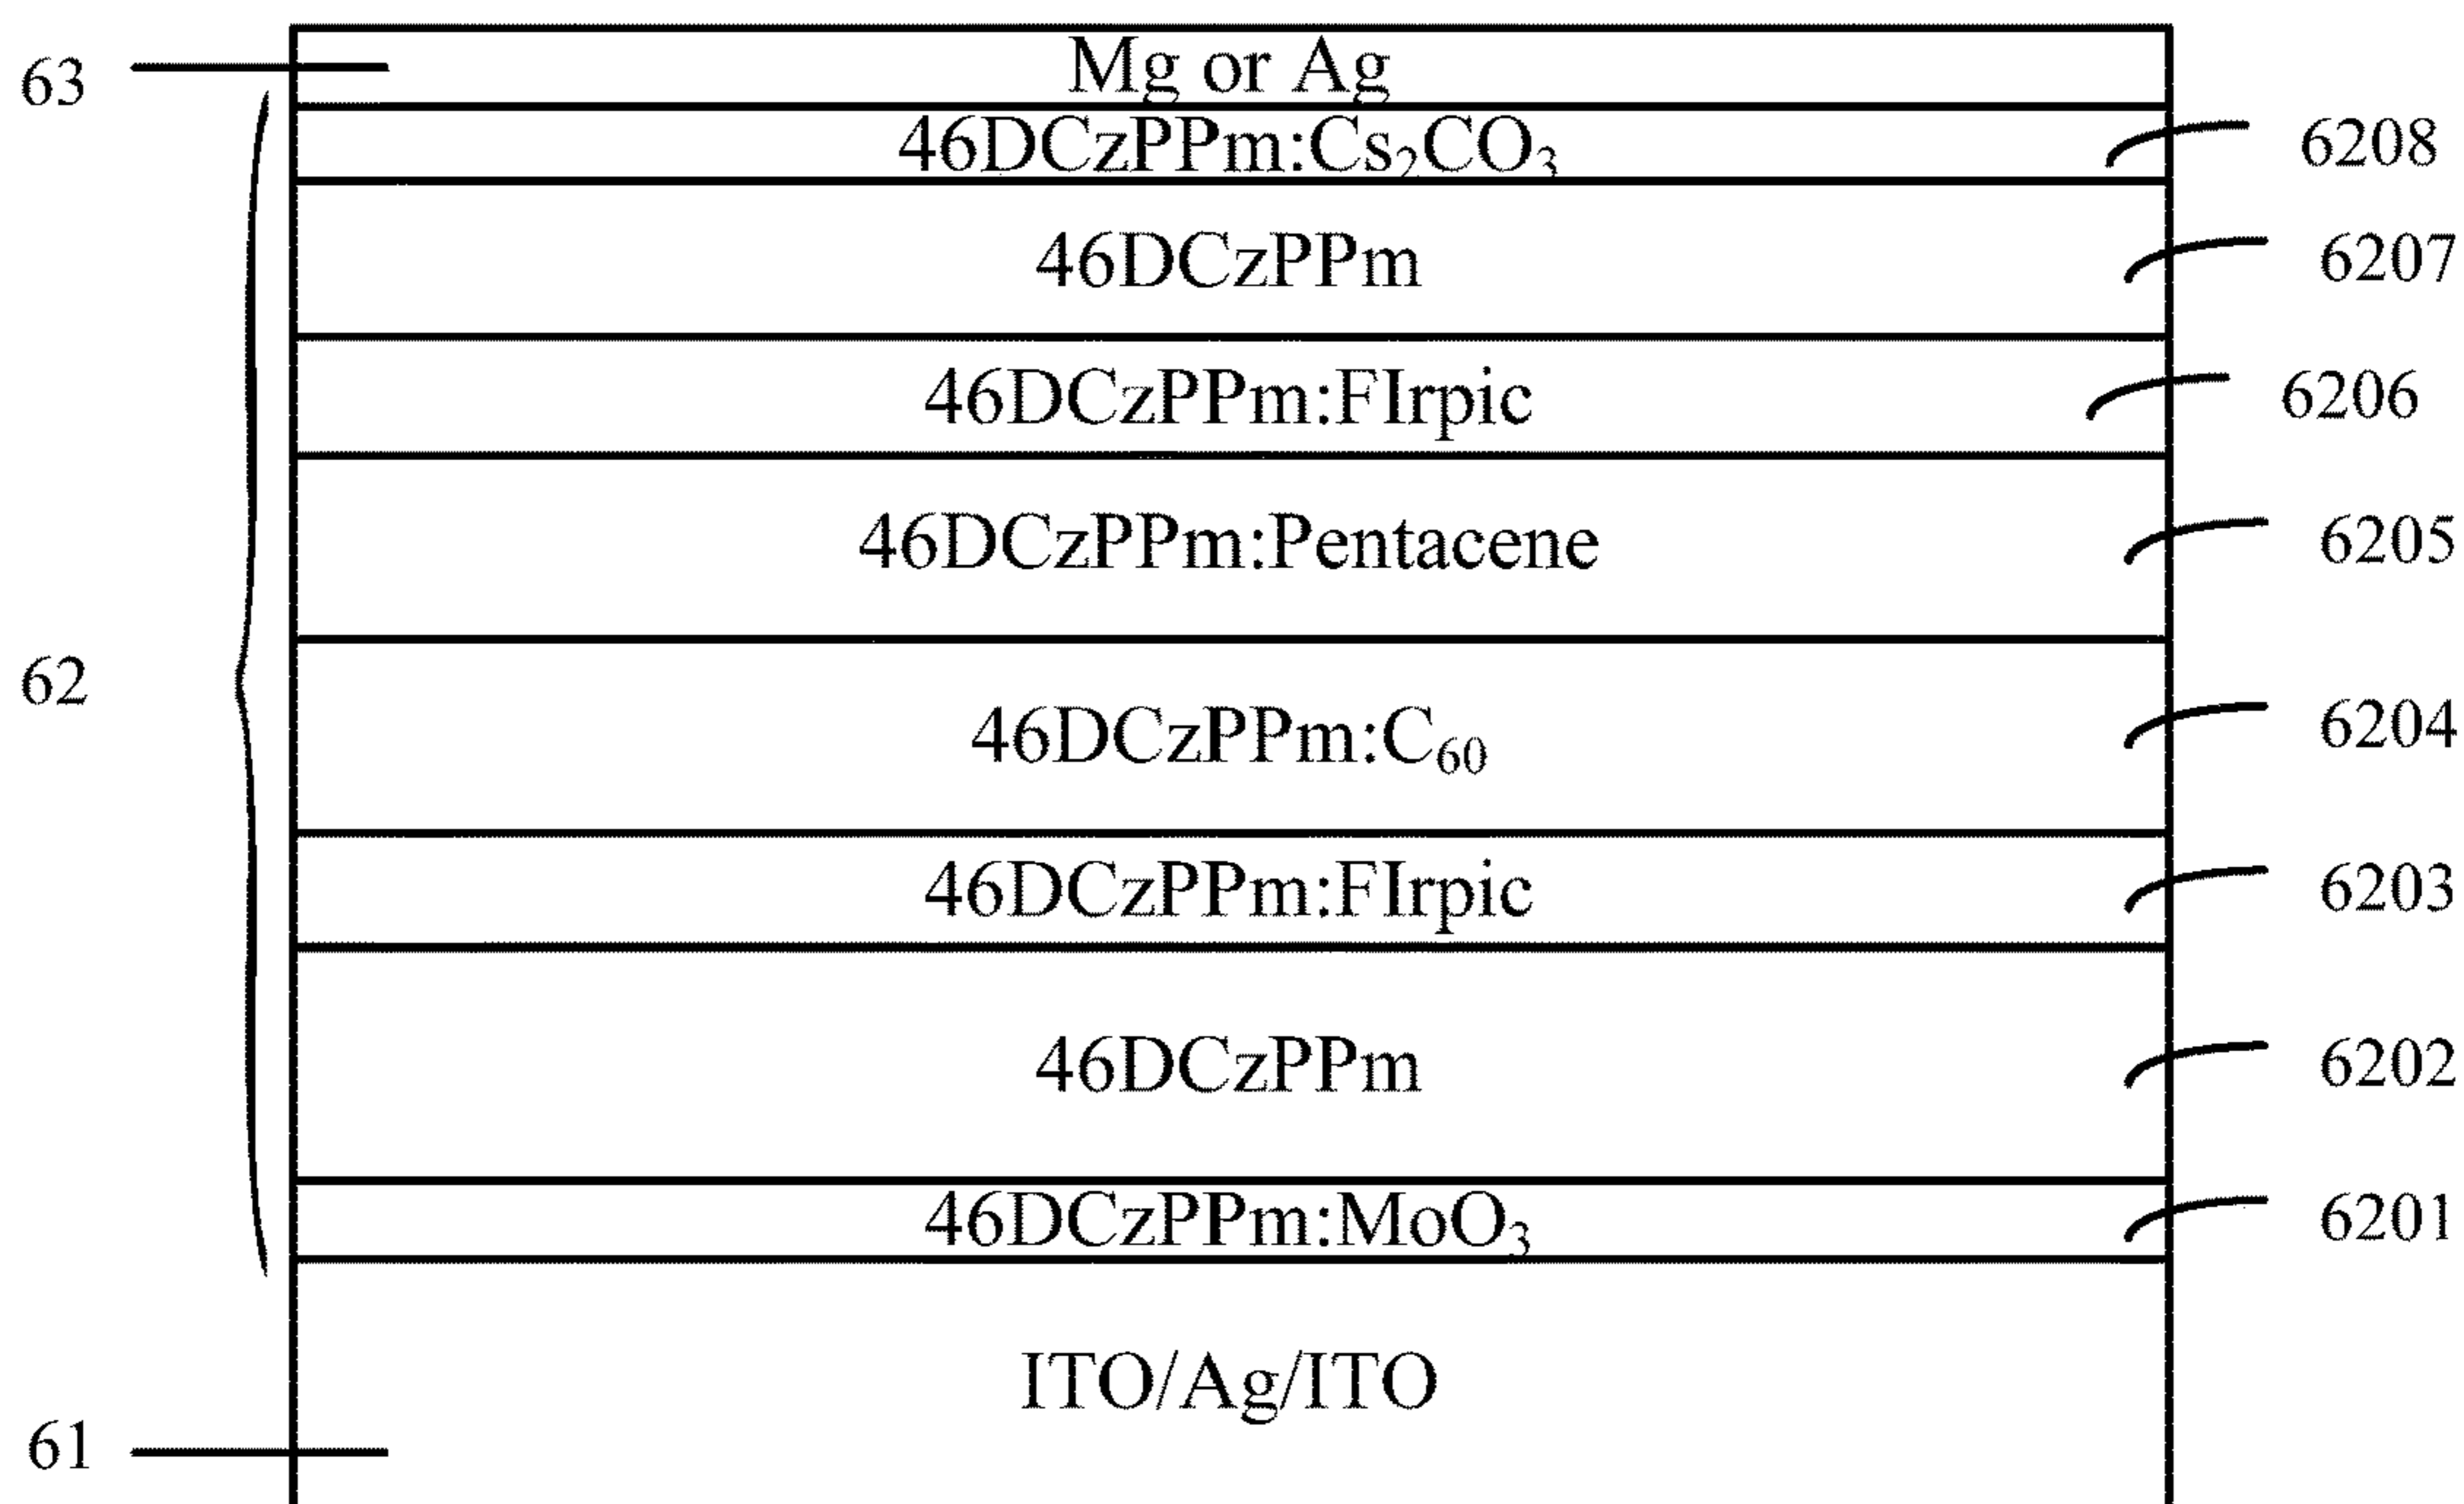 63 Mg or Ag
46DCzPPm:Cs₂CO₃ 6208
46DCzPPm 6207
46DCzPPm:FIrpic 6206
46DCzPPm:Pentacene 6205
62
46DCzPPm:C₆₀ 6204
46DCzPPm:FIrpic 6203
46DCzPPm 6202
46DCzPPm:MoO₃ 6201
ITO/Ag/ITO
61